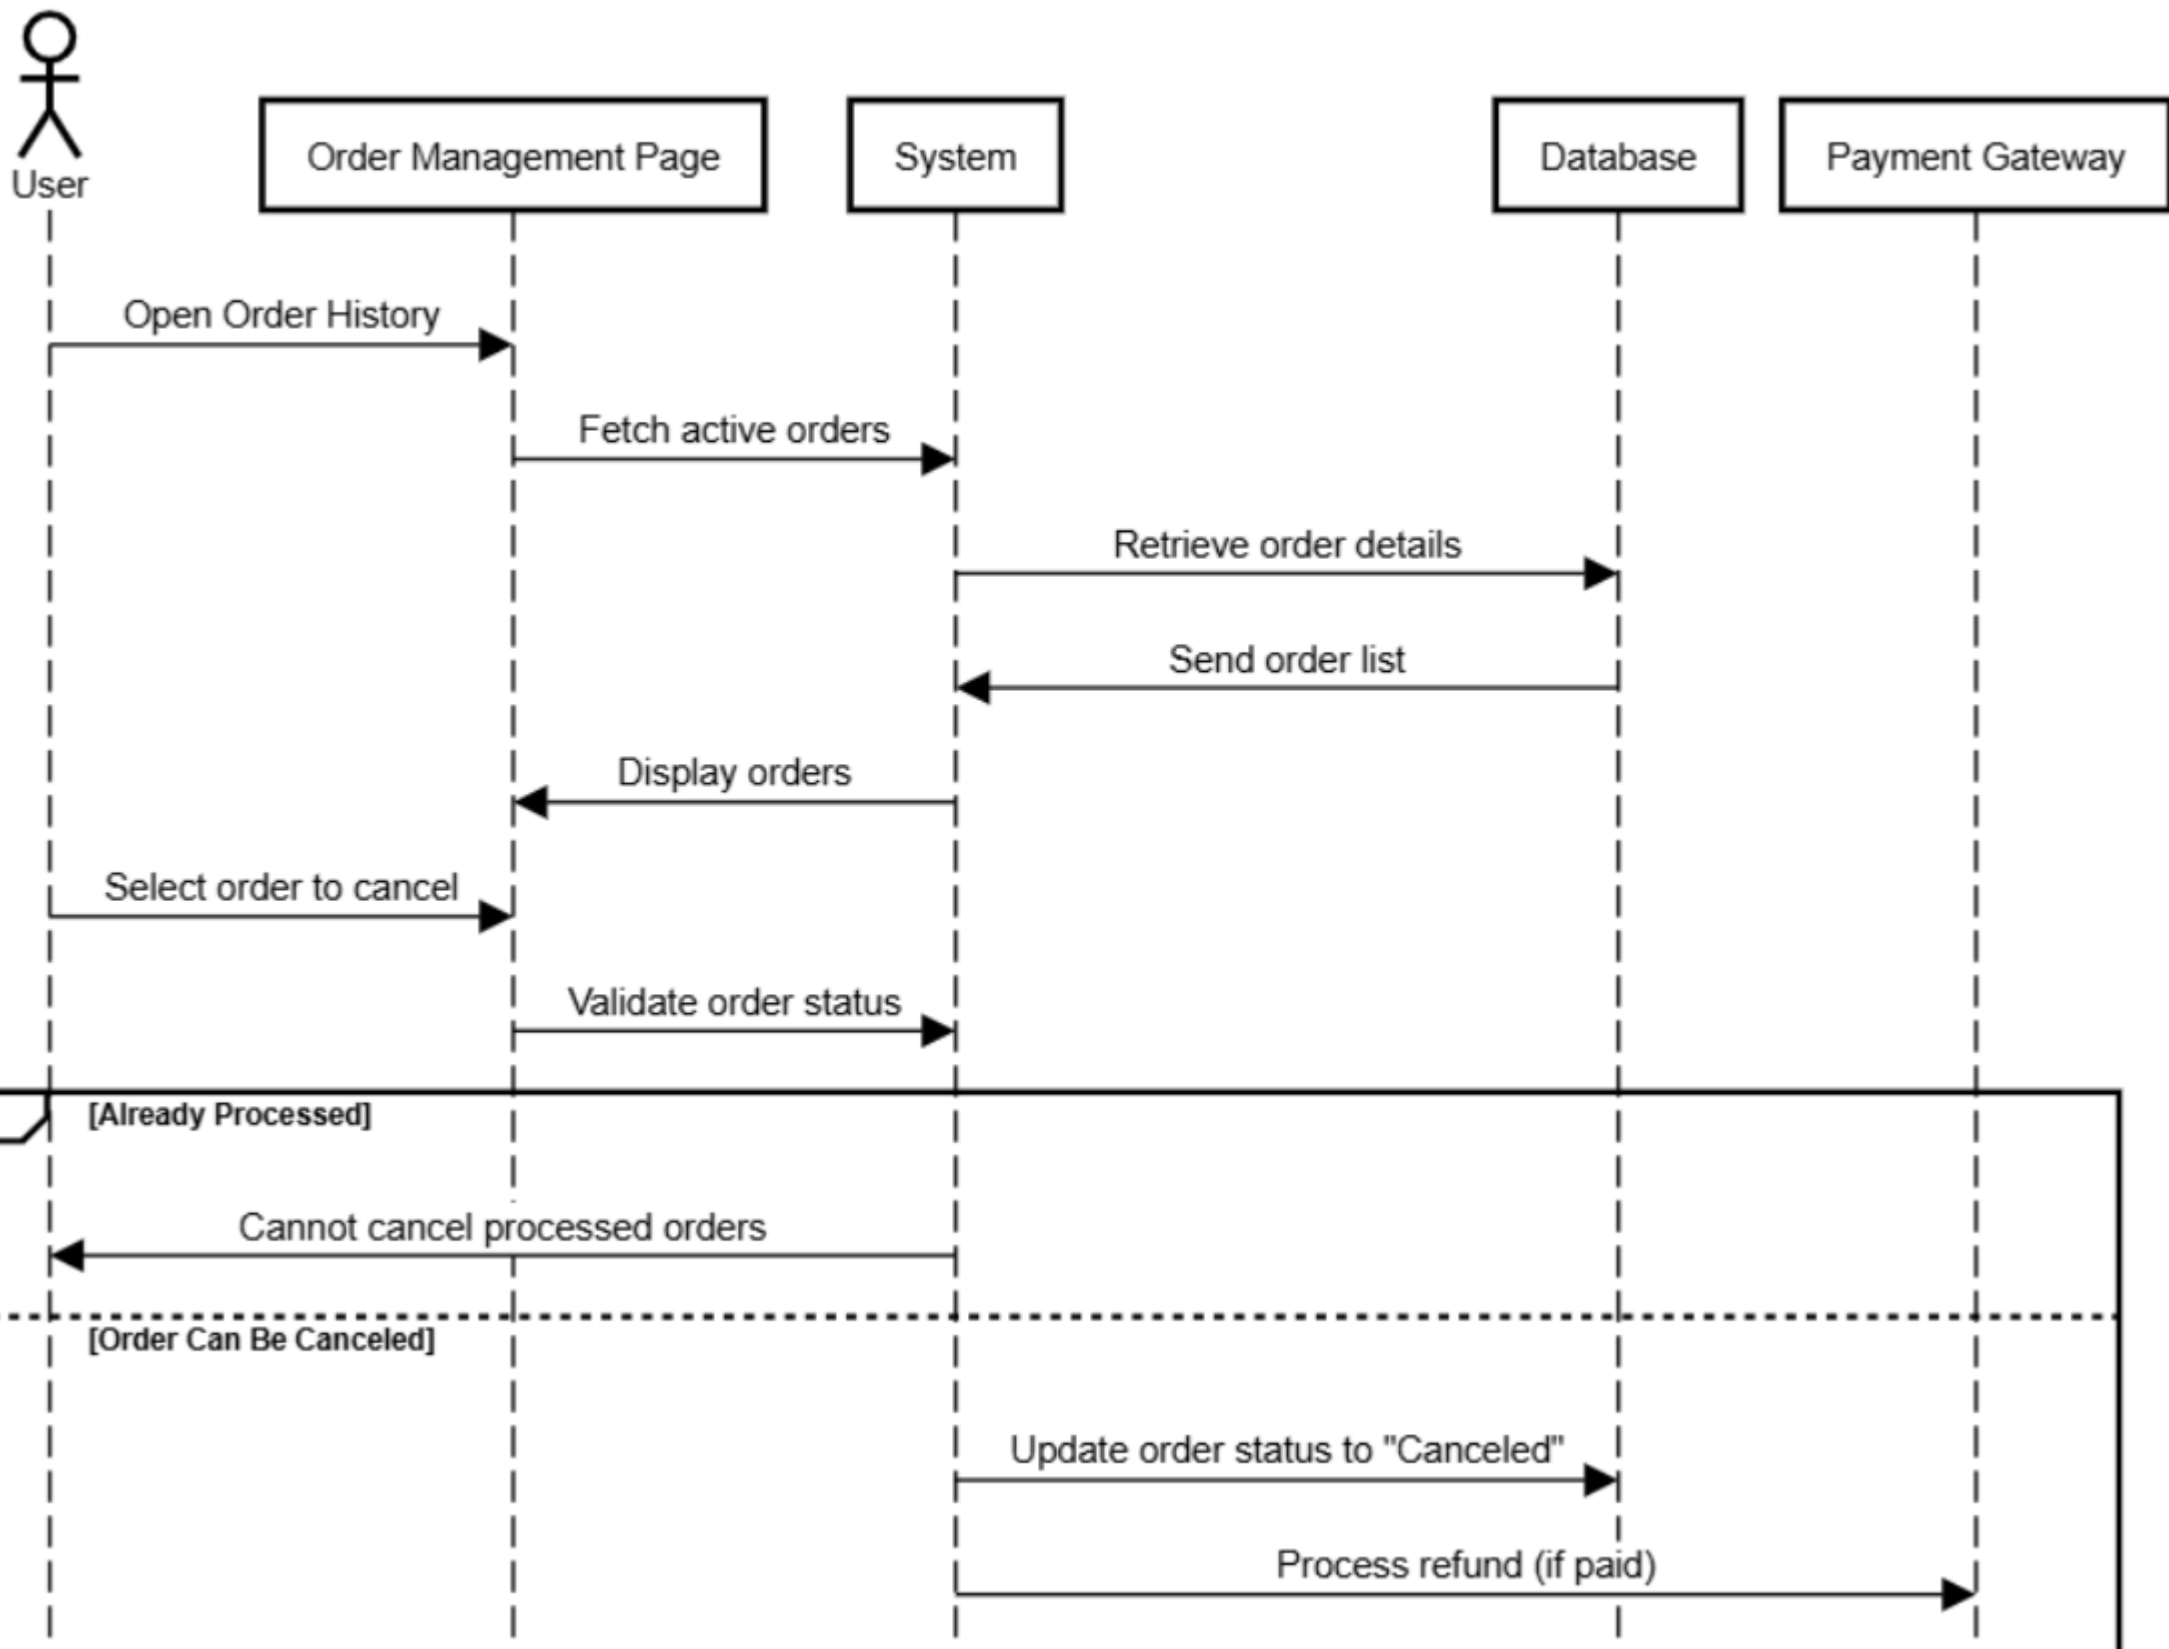 User
Order Management Page
System
Database
Payment Gateway
Open Order History
Fetch active orders
Retrieve order details
Send order list
Display orders
Select order to cancel
Validate order status
[Already Processed]
Cannot cancel processed orders
[Order Can Be Canceled]
Update order status to "Canceled"
Process refund (if paid)